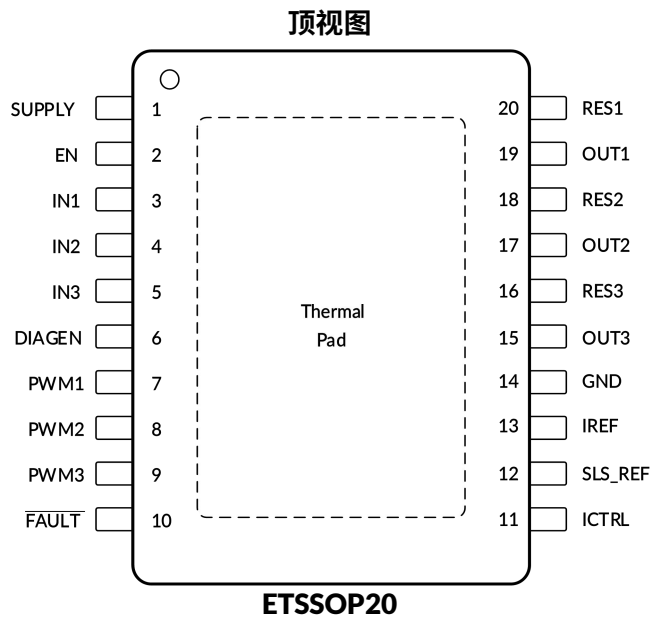 顶视图
SUPPLY 1 20 RES1
EN 2 19 OUT1
IN1 3 18 RES2
IN2 4 17 OUT2
IN3 5 16 RES3
Thermal
Pad
DIAGEN 6 15 OUT3
PWM1 7 14 GND
PWM2 8 13 IREF
PWM3 9 12 SLS_REF
FAULT 10 11 ICTRL
ETSSOP20